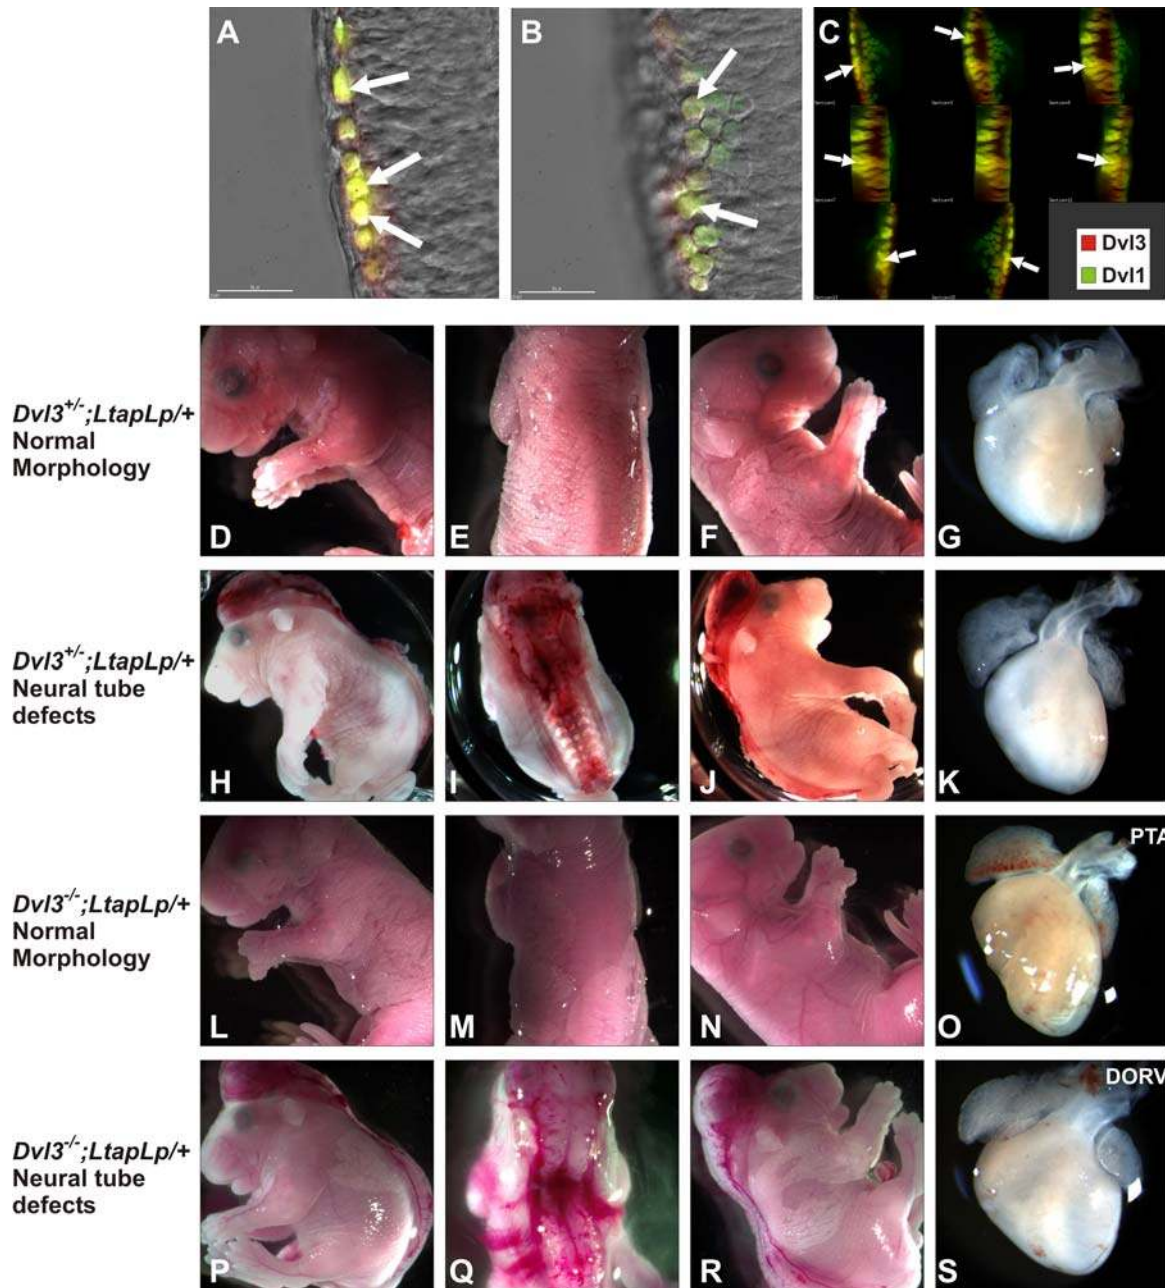 A
B
C
Dvl3
Dvl1
Dvl3+/-;LtapLp/+
Normal
Morphology
D
E
F
G
Dvl3+/-;LtapLp/+
Neural tube
defects
H
I
J
K
Dvl3-/-;LtapLp/+
Normal
Morphology
PTA
L
M
N
O
Dvl3-/-;LtapLp/+
Neural tube
defects
DORV
P
Q
R
S